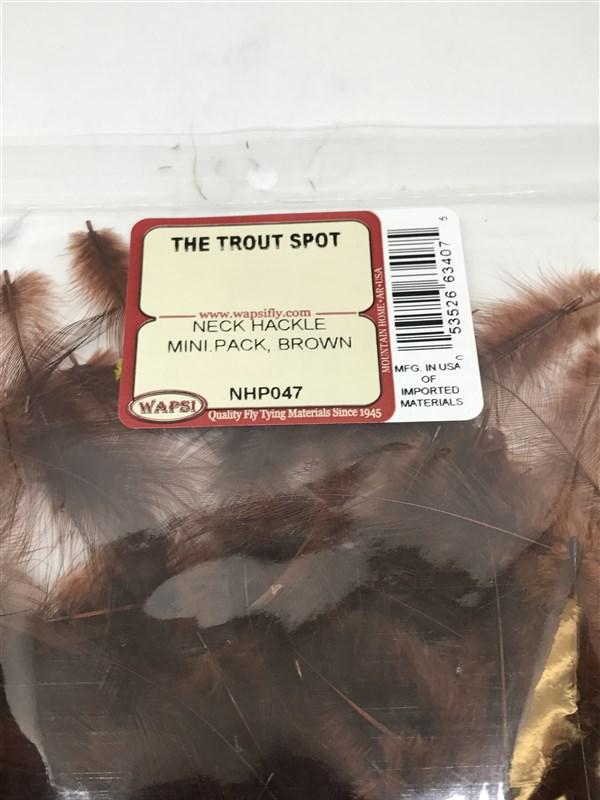 THE TROUT SPOT
www.wapsifly.com
NECK HACKLE
MINI.PACK, BROWN
NHP047
WAPSI
Quality Fly Tying Materials Since 1945
MOUNTAIN HOME•AR•USA
53526 63407 5
C
MFG. IN USA
OF
IMPORTED
MATERIALS